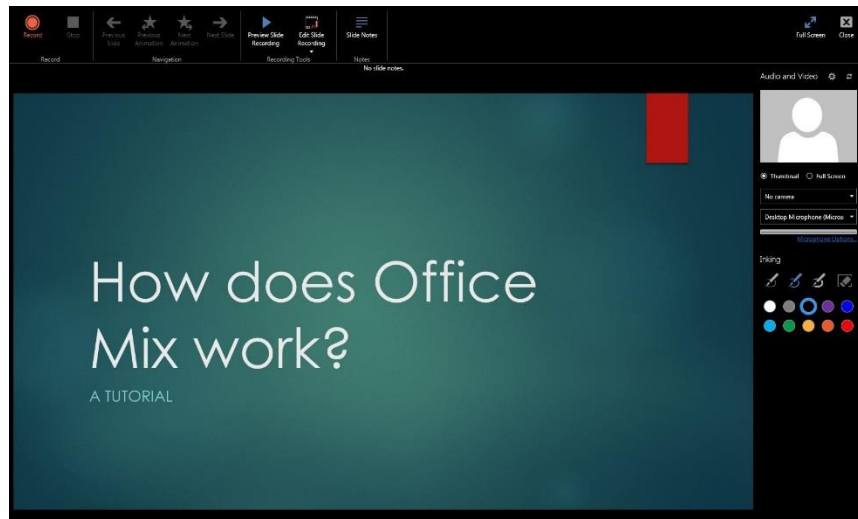 Record
Stop
Previous Slide
Previous Animation
Next Animation
Next Slide
Preview Slide Recording
Edit Slide Recording
Slide Notes
Full Screen
Close
Record
Navigation
Recording Tools
Notes
No slide notes.
Audio and Video
Thumbnail
Full Screen
No camera
Desktop Microphone (Micros
Microphone Options...
Inking
How does Office
Mix work?
A TUTORIAL